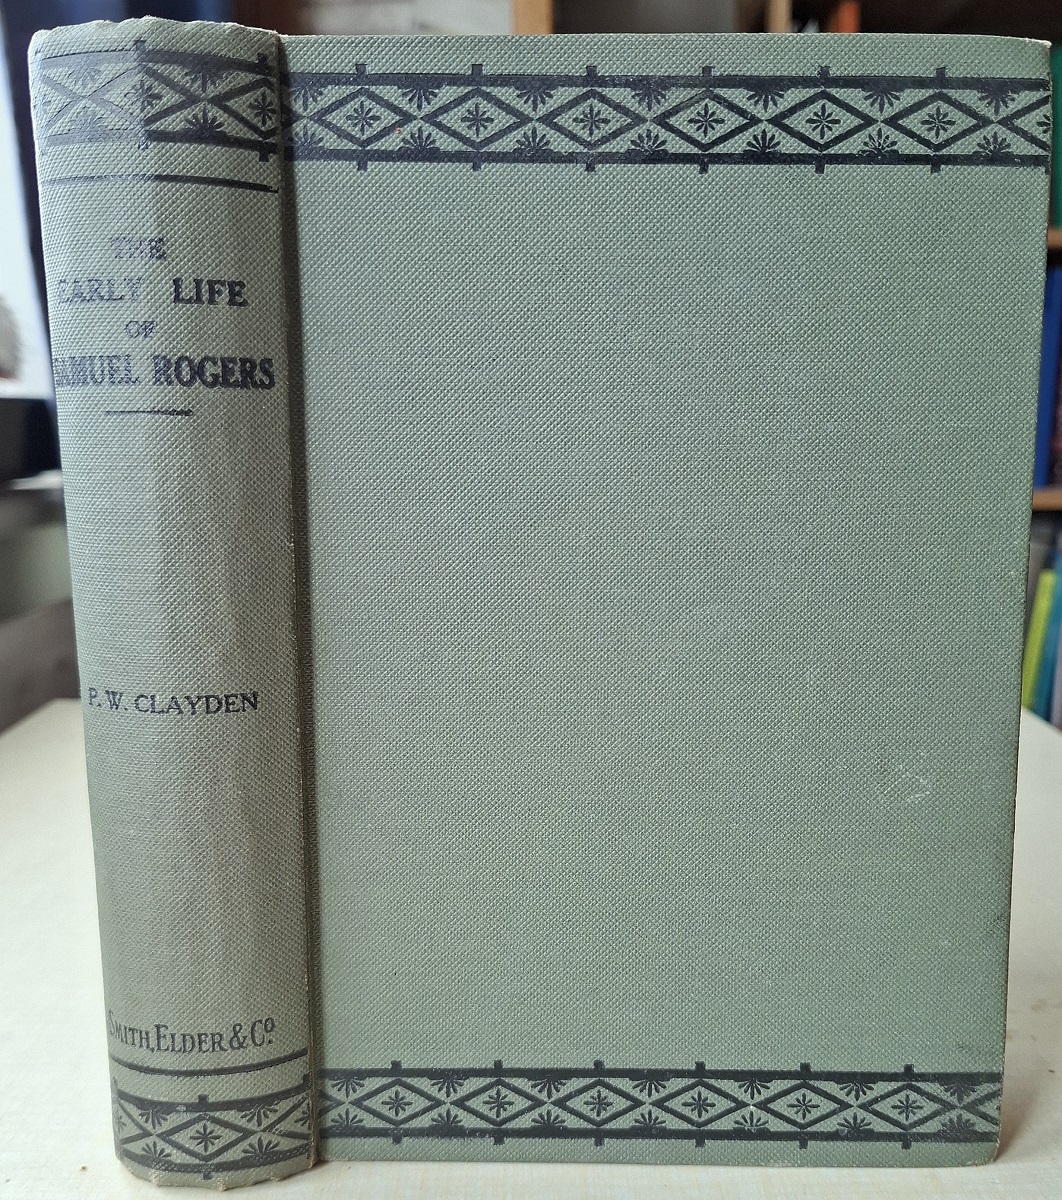 THE
EARLY LIFE
OF
SAMUEL ROGERS
P. W. CLAYDEN
SMITH, ELDER & Co.